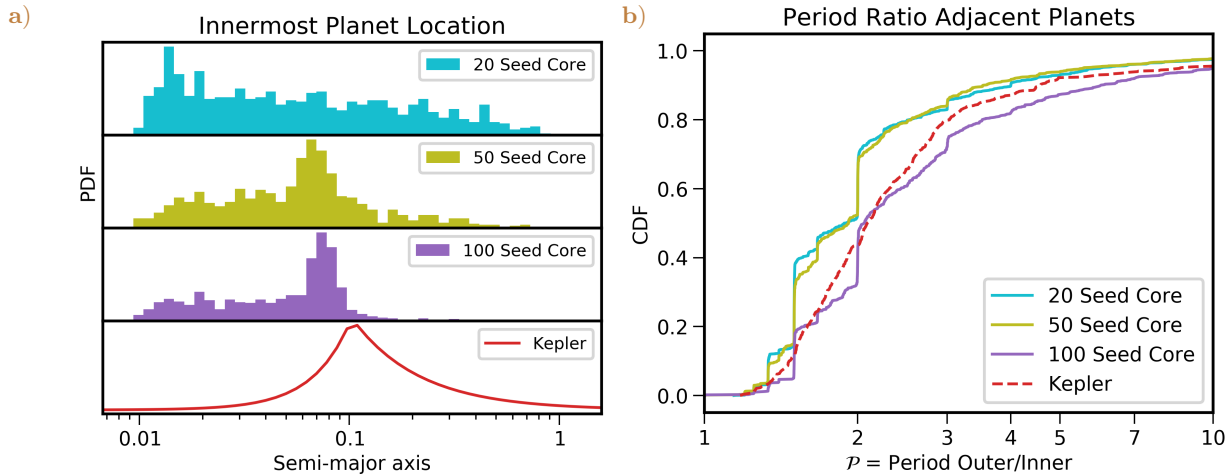 a)
Innermost Planet Location
20 Seed Core
50 Seed Core
100 Seed Core
Kepler
PDF
0.01 0.1 1
Semi-major axis
b)
Period Ratio Adjacent Planets
1.0
0.8
0.6
0.4
0.2
0.0
CDF
20 Seed Core
50 Seed Core
100 Seed Core
Kepler
1 2 3 4 5 7 10
𝒫 = Period Outer/Inner